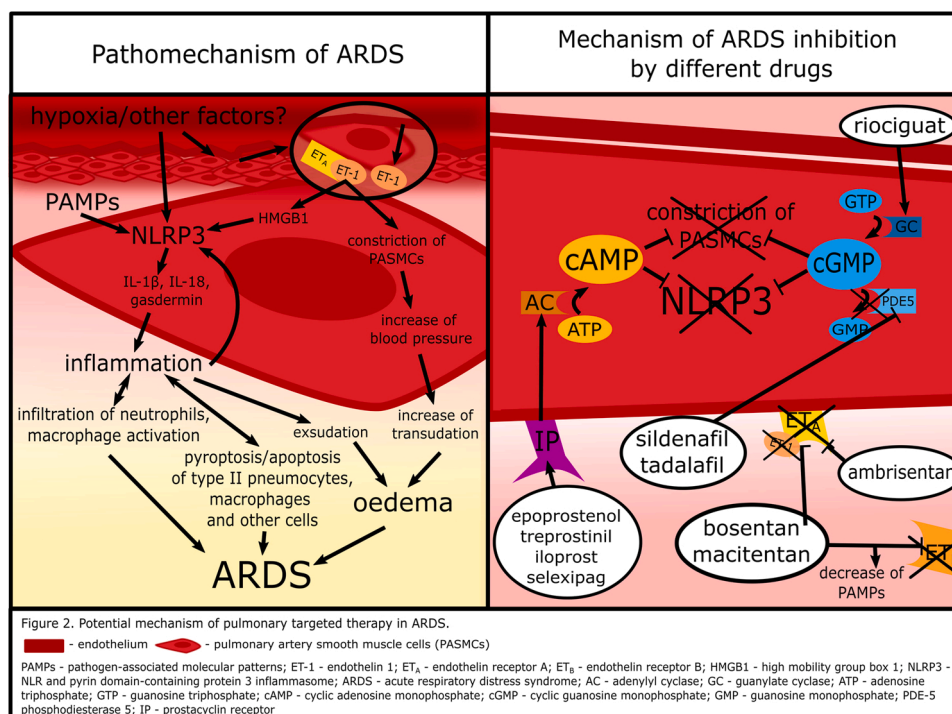 Pathomechanism of ARDS
hypoxia/other factors?
ET_A
ET-1
ET-1
PAMPs
HMGB1
NLRP3
constriction of
PASMCs
IL-1β, IL-18,
gasdermin
increase of
blood pressure
inflammation
infiltration of neutrophils,
macrophage activation
exsudation
increase of
transudation
pyroptosis/apoptosis
of type II pneumocytes,
macrophages
and other cells
oedema
ARDS
Mechanism of ARDS inhibition
by different drugs
riociguat
GTP
GC
constriction of
PASMCs
cAMP
cGMP
NLRP3
AC
ATP
PDE5
GMP
IP
sildenafil
tadalafil
ET_A
ET-1
ambrisentan
epoprostenol
treprostinil
iloprost
selexipag
bosentan
macitentan
ET
decrease of
PAMPs
Figure 2. Potential mechanism of pulmonary targeted therapy in ARDS.
- endothelium
- pulmonary artery smooth muscle cells (PASMCs)
PAMPs - pathogen-associated molecular patterns; ET-1 - endothelin 1; ET_A - endothelin receptor A; ET_B - endothelin receptor B; HMGB1 - high mobility group box 1; NLRP3 -
NLR and pyrin domain-containing protein 3 inflammasome; ARDS - acute respiratory distress syndrome; AC - adenylyl cyclase; GC - guanylate cyclase; ATP - adenosine
triphosphate; GTP - guanosine triphosphate; cAMP - cyclic adenosine monophosphate; cGMP - cyclic guanosine monophosphate; GMP - guanosine monophosphate; PDE-5
phosphodiesterase 5; IP - prostacyclin receptor